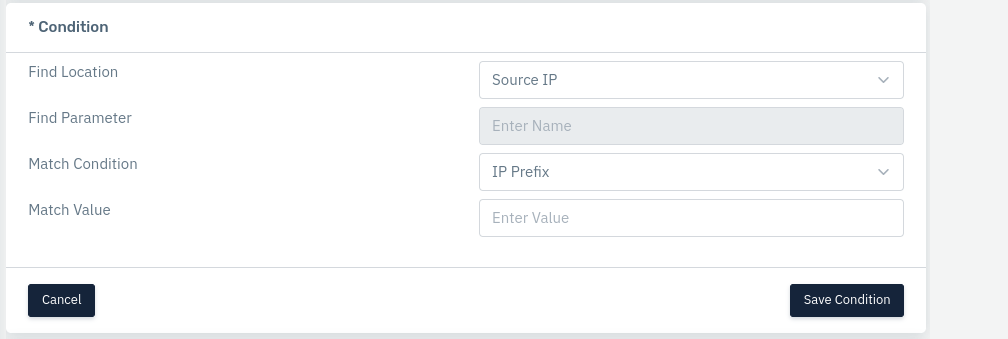 * Condition
Find Location
Source IP
Find Parameter
Enter Name
Match Condition
IP Prefix
Match Value
Enter Value
Cancel
Save Condition